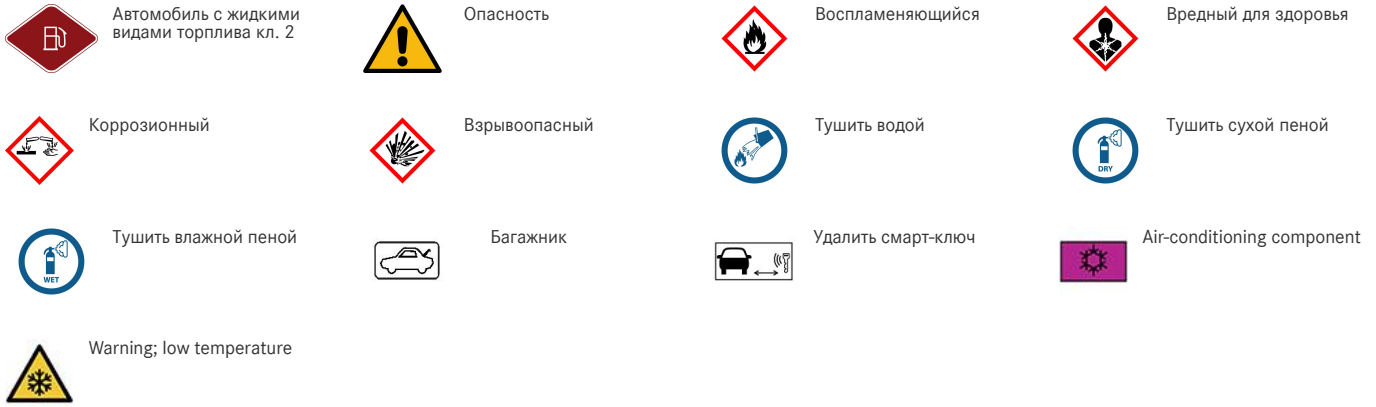 Автомобиль с жидкими
видами торплива кл. 2
Опасность
Воспламеняющийся
Вредный для здоровья
Коррозионный
Взрывоопасный
Тушить водой
Тушить сухой пеной
DRY
Тушить влажной пеной
WET
Багажник
Удалить смарт-ключ
Air-conditioning component
Warning; low temperature